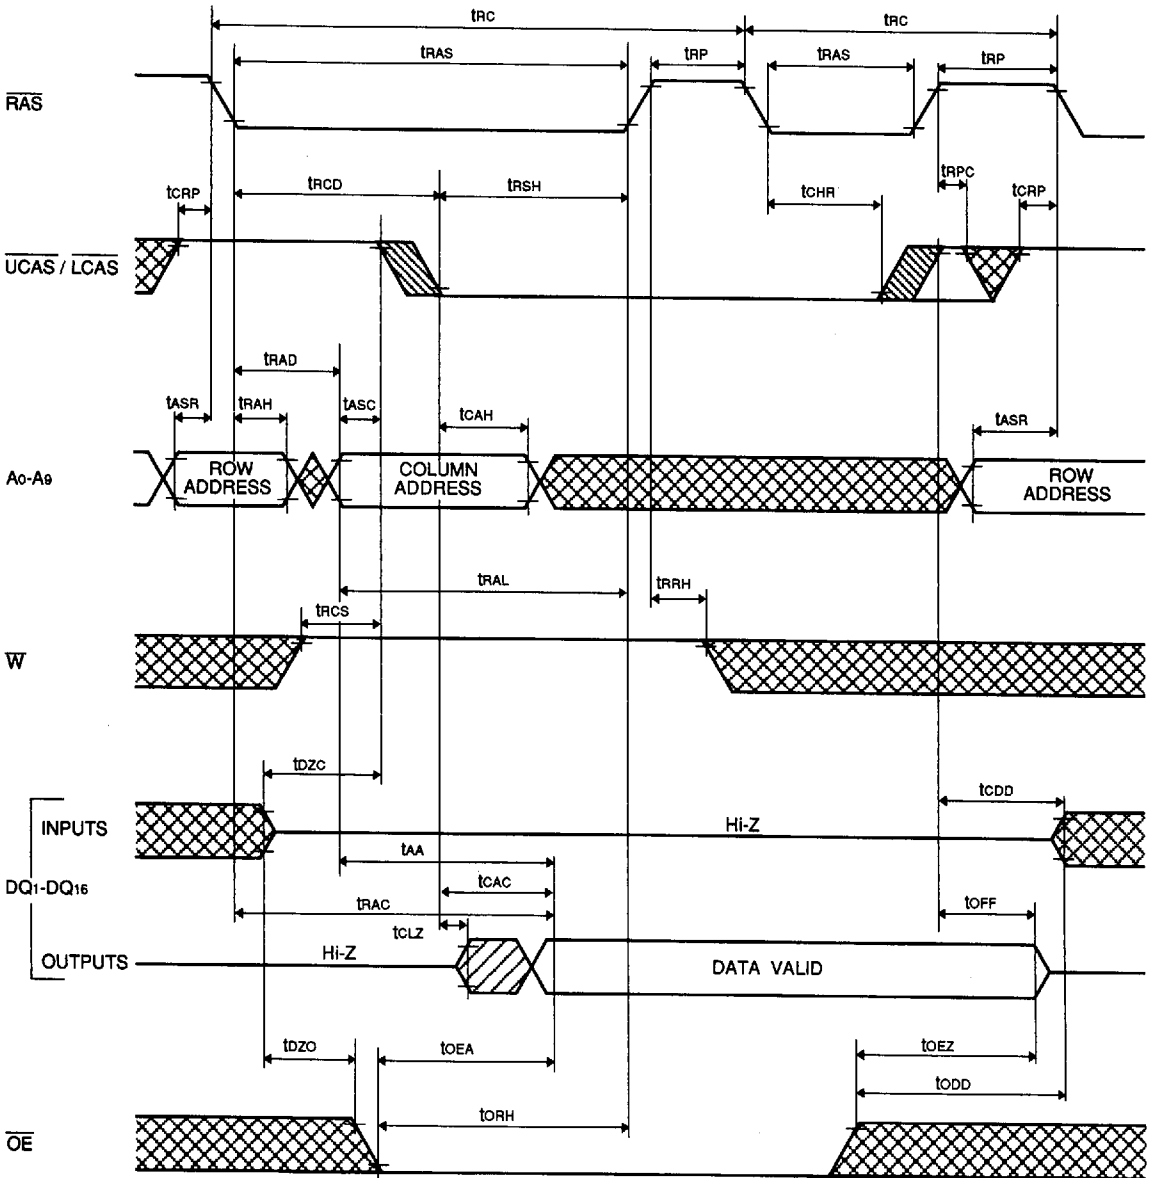 tRC tRC
tRAS tRP tRAS tRP
RAS
tCRP tRCD tRSH tCHR tRPC tCRP
UCAS / LCAS
tRAD
tASR tRAH tASC tCAH tASR
A0-A9 ROW ADDRESS COLUMN ADDRESS ROW ADDRESS
tRAL tRRH
tRCS
W
tDZC tCDD
INPUTS Hi-Z
tAA
DQ1-DQ16 tCAC
tRAC tOFF
tCLZ
OUTPUTS Hi-Z DATA VALID
tDZO tOEA tOEZ
tODD
tORH
OE